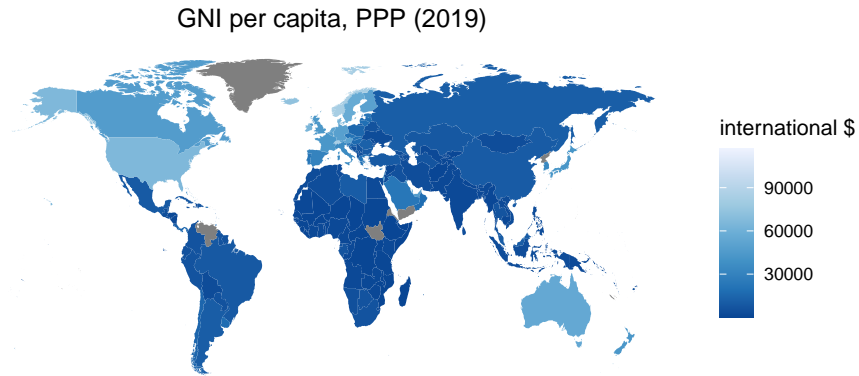 GNI per capita, PPP (2019)
international $
90000
60000
30000